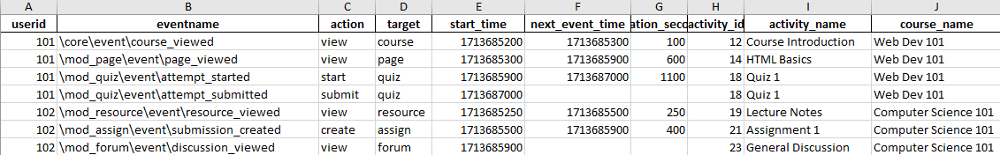 A B C D E F G H I J
userid eventname action target start_time next_event_time ation_seco activity_id activity_name course_name
101 \core\event\course_viewed view course 1713685200 1713685300 100 12 Course Introduction Web Dev 101
101 \mod_page\event\page_viewed view page 1713685300 1713685900 600 14 HTML Basics Web Dev 101
101 \mod_quiz\event\attempt_started start quiz 1713685900 1713687000 1100 18 Quiz 1 Web Dev 101
101 \mod_quiz\event\attempt_submitted submit quiz 1713687000 18 Quiz 1 Web Dev 101
102 \mod_resource\event\resource_viewed view resource 1713685250 1713685500 250 19 Lecture Notes Computer Science 101
102 \mod_assign\event\submission_created create assign 1713685500 1713685900 400 21 Assignment 1 Computer Science 101
102 \mod_forum\event\discussion_viewed view forum 1713685900 23 General Discussion Computer Science 101